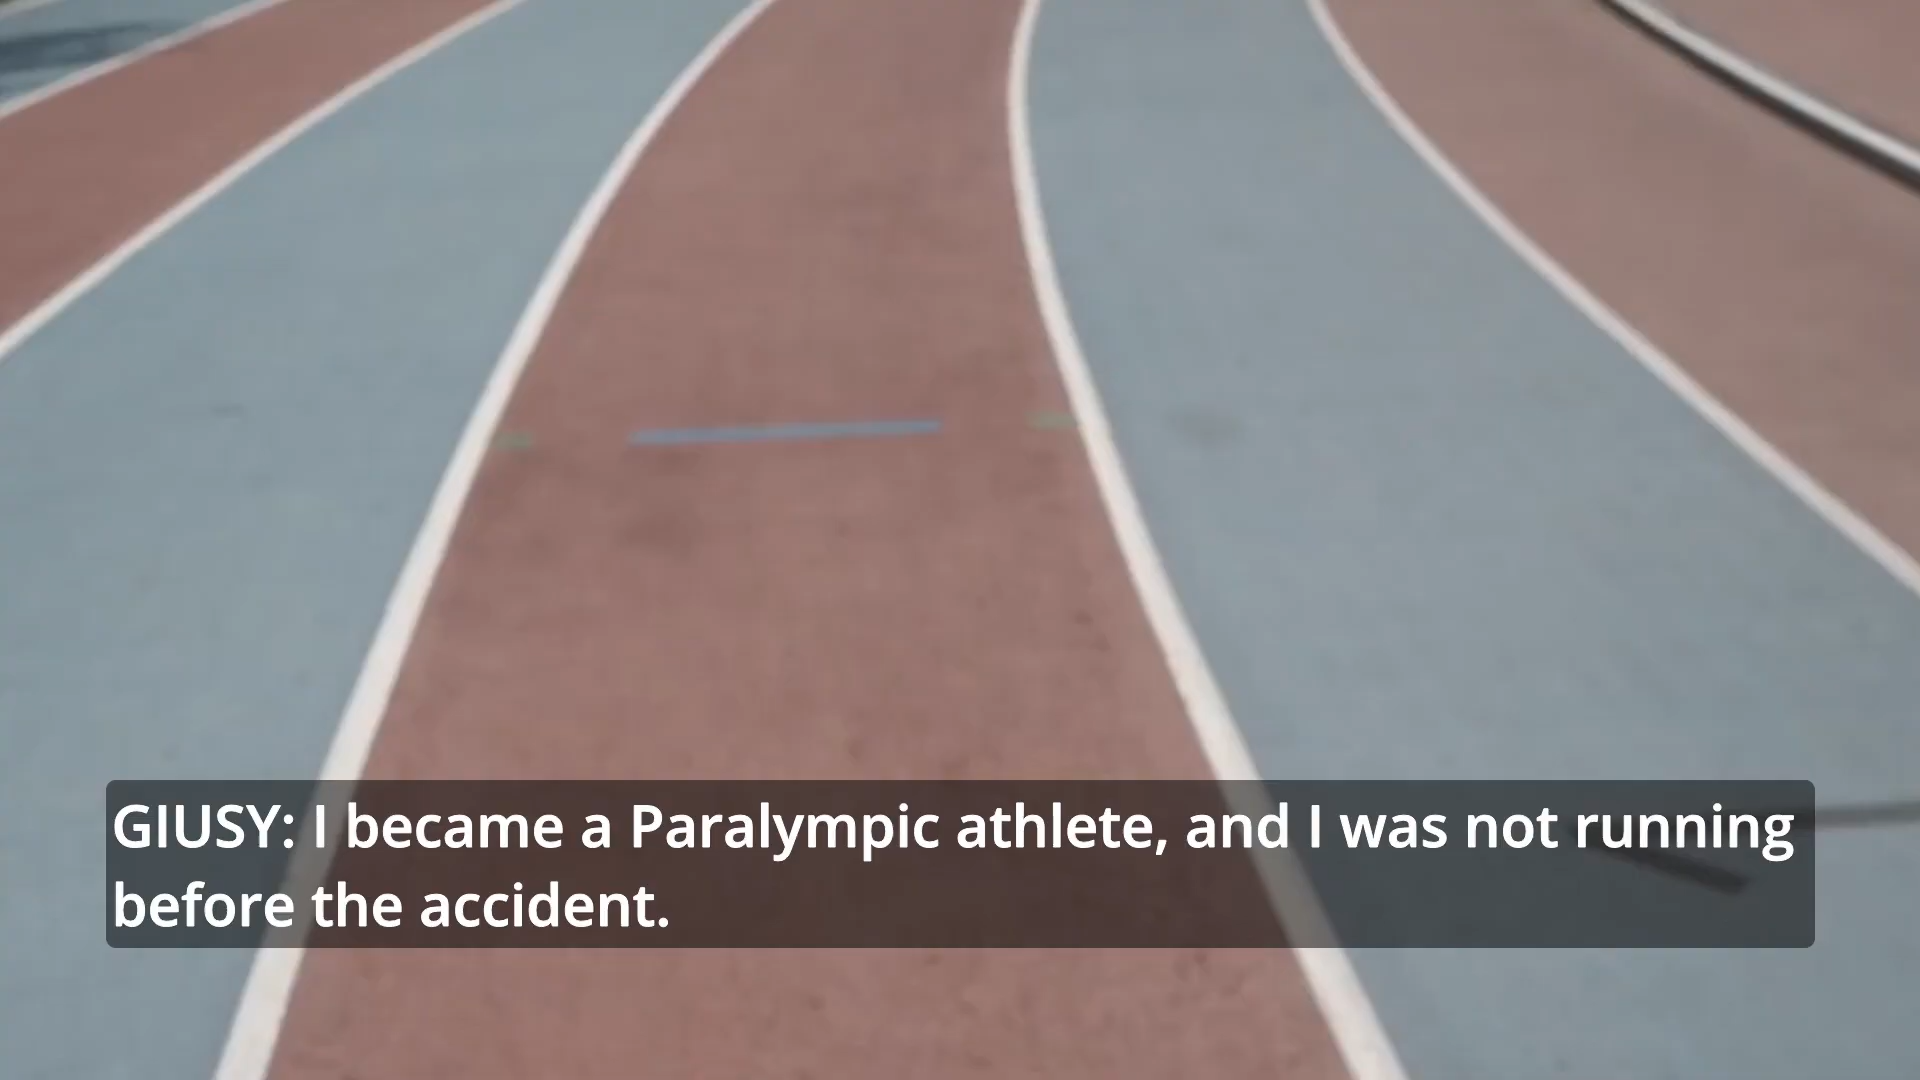 GIUSY: I became a Paralympic athlete, and I was not running
before the accident.